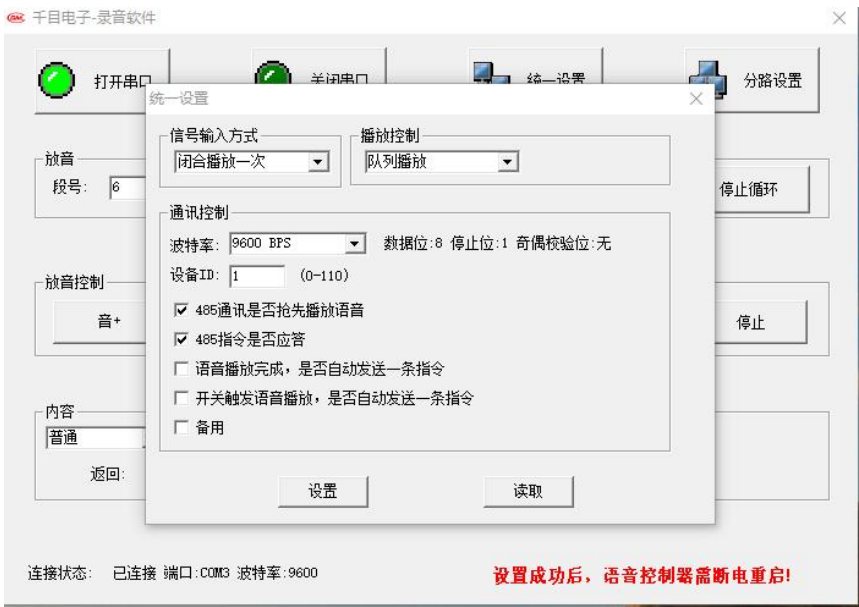 千目电子-录音软件
打开串口
关闭串口
统一设置
分路设置
统一设置
信号输入方式
播放控制
闭合播放一次
队列播放
放音
段号: 6
停止循环
通讯控制
波特率: 9600 BPS 数据位:8 停止位:1 奇偶校验位:无
设备ID: 1 (0-110)
放音控制
音+
停止
485通讯是否抢先播放语音
485指令是否应答
语音播放完成，是否自动发送一条指令
开关触发语音播放，是否自动发送一条指令
备用
内容
普通
返回:
设置
读取
连接状态: 已连接 端口:COM3 波特率:9600
设置成功后，语音控制器需断电重启!